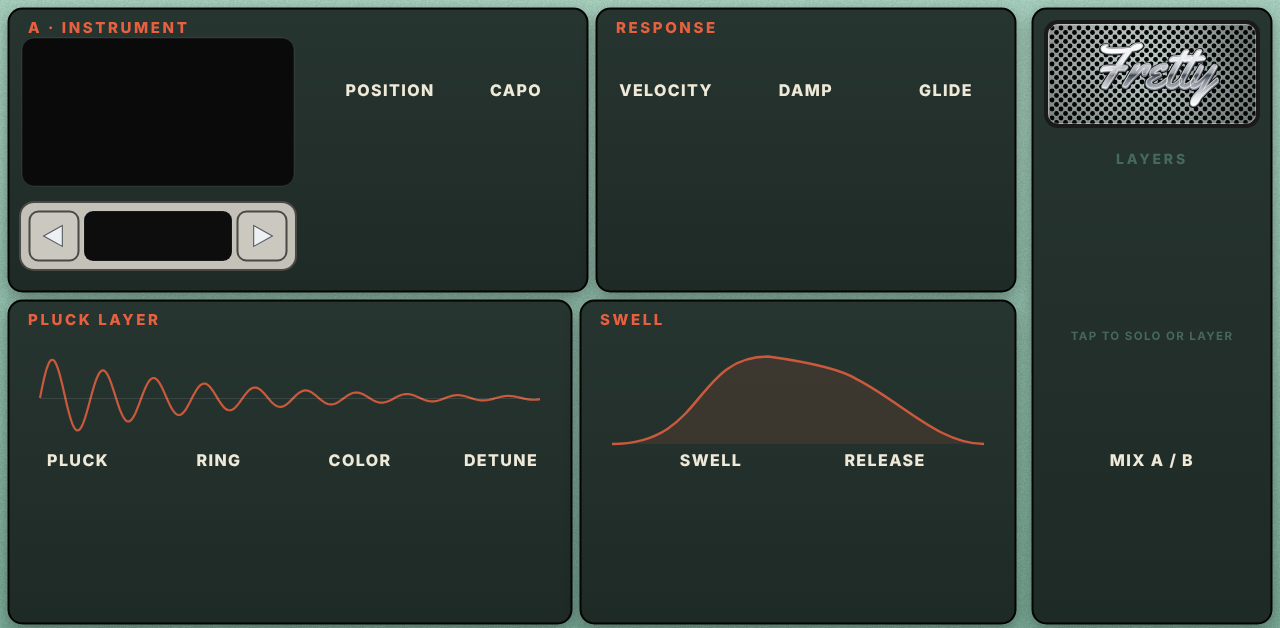 A · INSTRUMENT
POSITION
CAPO
RESPONSE
VELOCITY
DAMP
GLIDE
Fretty
LAYERS
TAP TO SOLO OR LAYER
MIX A / B
PLUCK LAYER
PLUCK
RING
COLOR
DETUNE
SWELL
SWELL
RELEASE